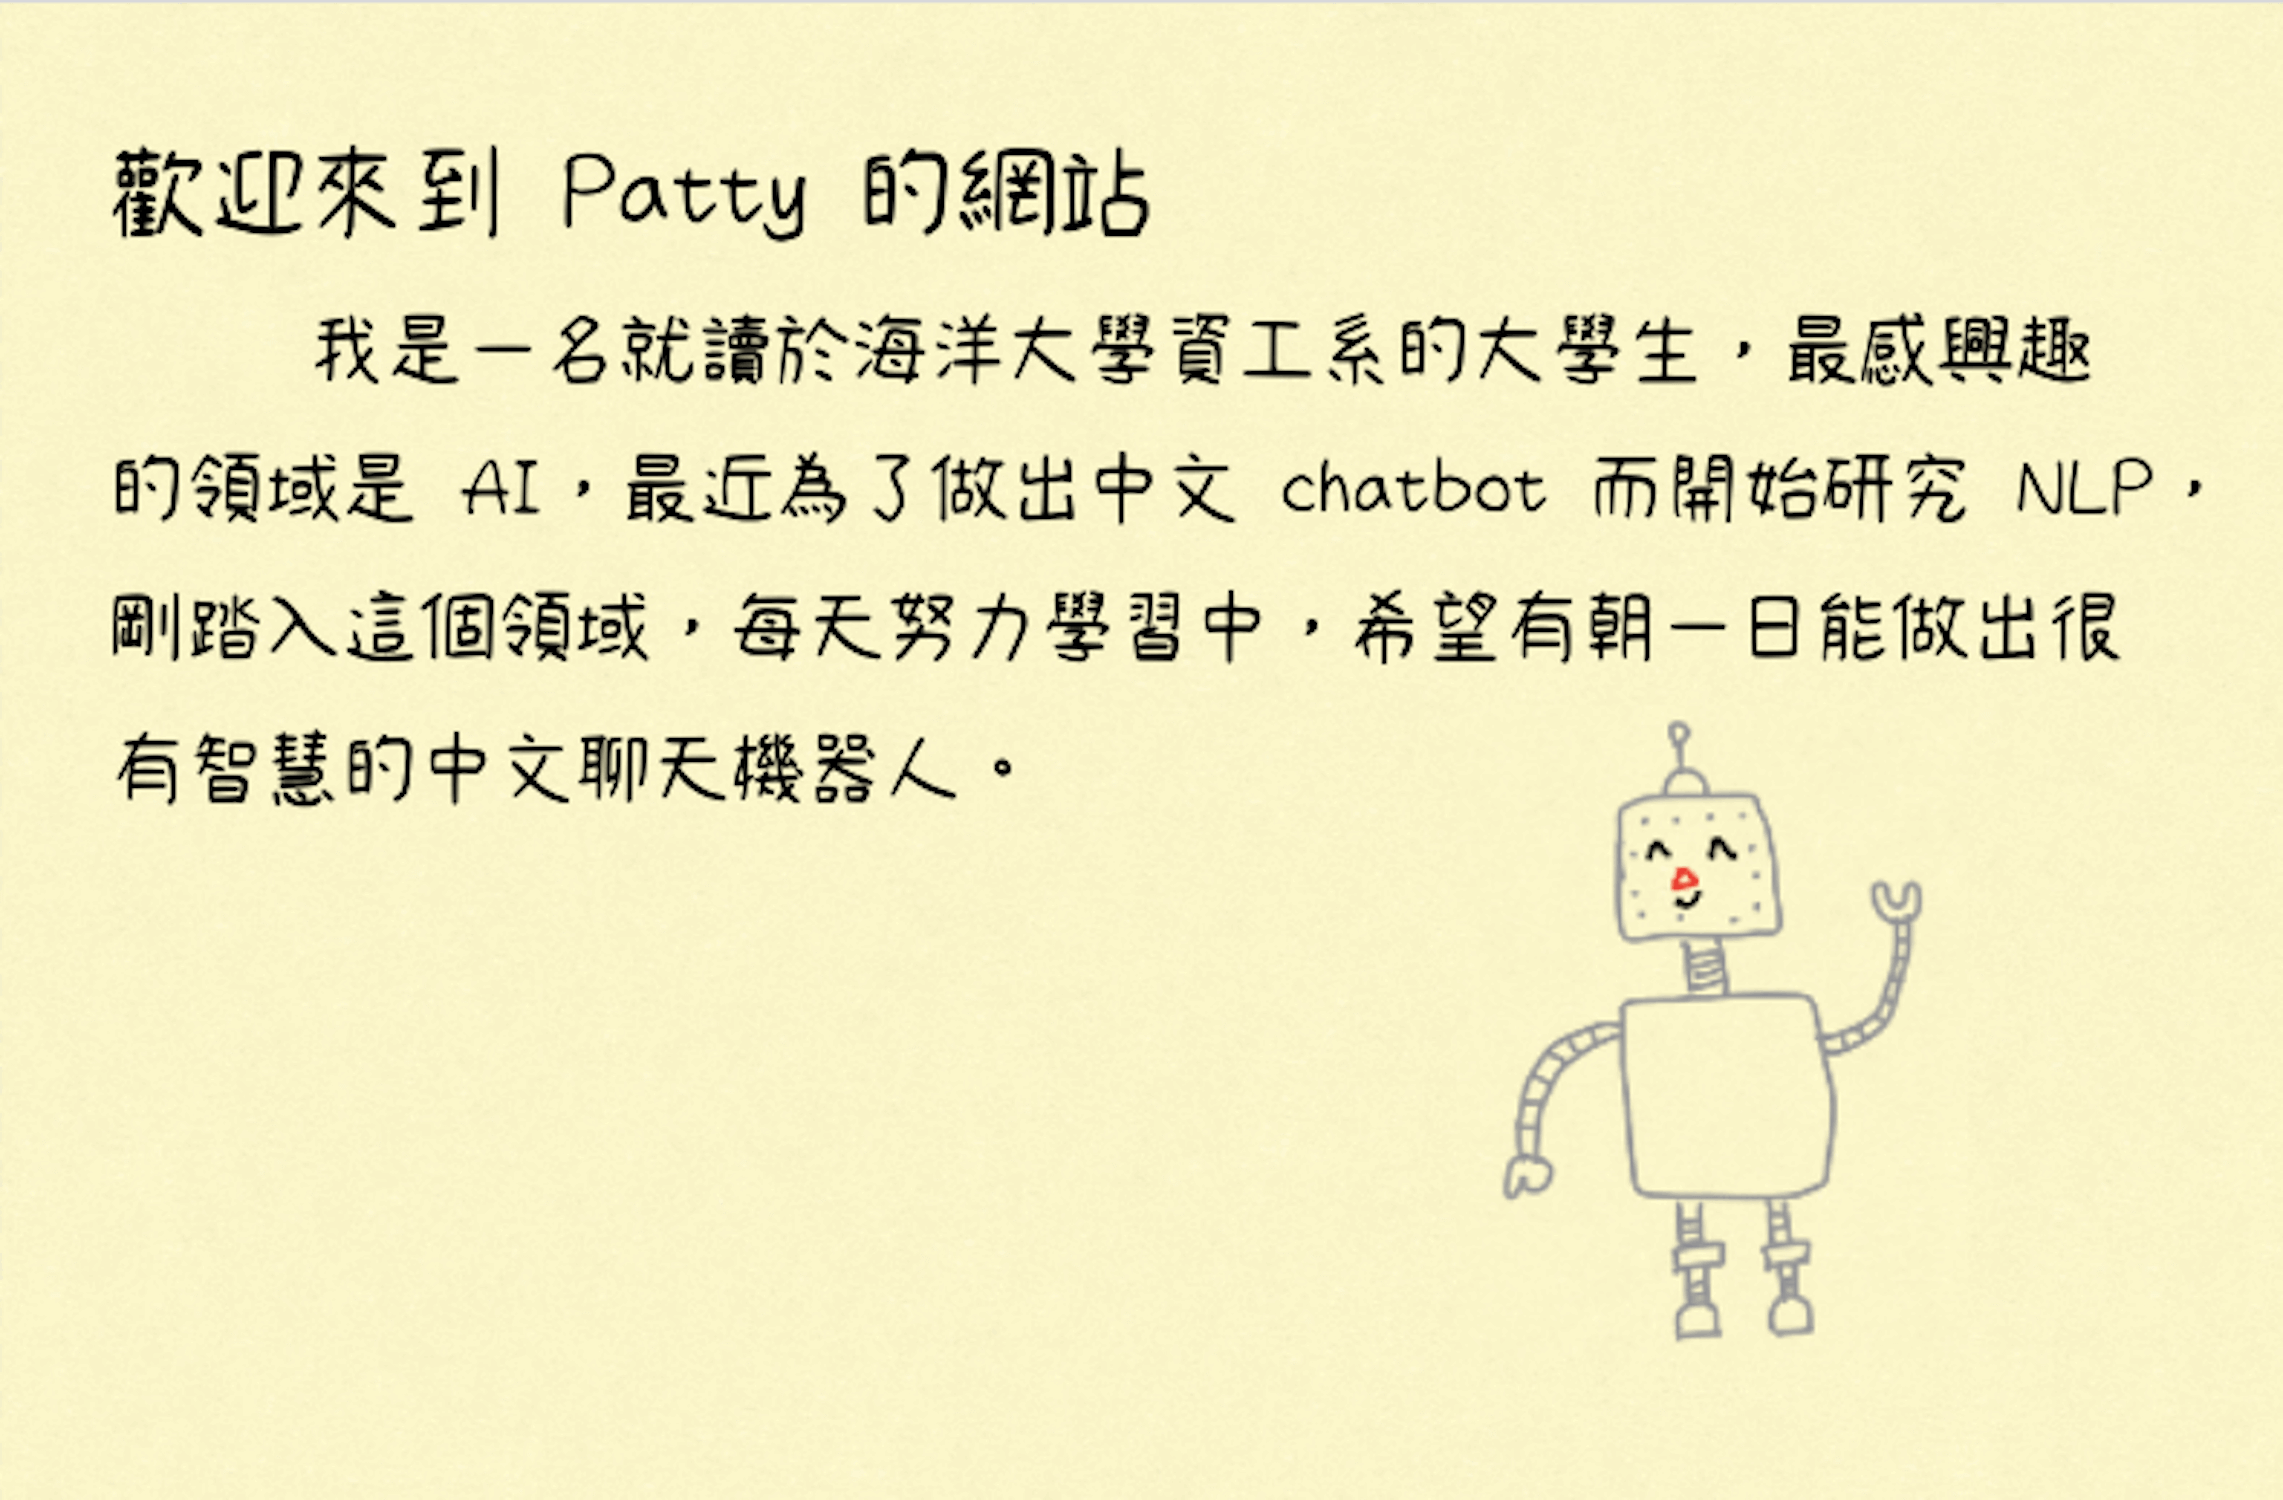 歡迎來到 Patty 的網站
我是一名就讀於海洋大學資工系的大學生，最感興趣
的領域是 AI，最近為了做出中文 chatbot 而開始研究 NLP，
剛踏入這個領域，每天努力學習中，希望有朝一日能做出很
有智慧的中文聊天機器人。